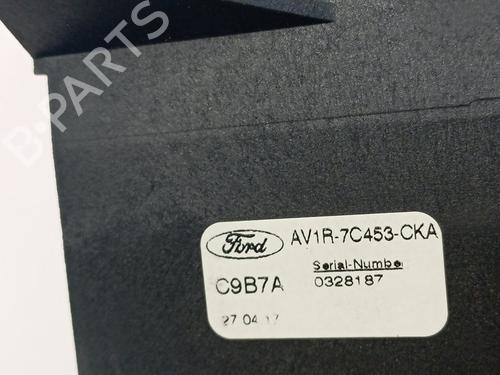 B-PARTS
Ford
AV1R-7C453-CKA
Serial-Number
C9B7A
0328187
27 04 17